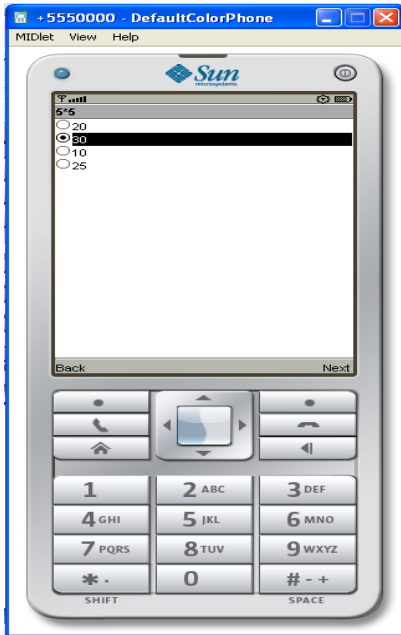 +5550000 - DefaultColorPhone
MIDlet View Help
Sun
microsystems
5*5
20
30
10
25
Back Next
1 2 ABC 3 DEF
4 GHI 5 JKL 6 MNO
7 PQRS 8 TUV 9 WXYZ
* . 0 # - +
SHIFT SPACE